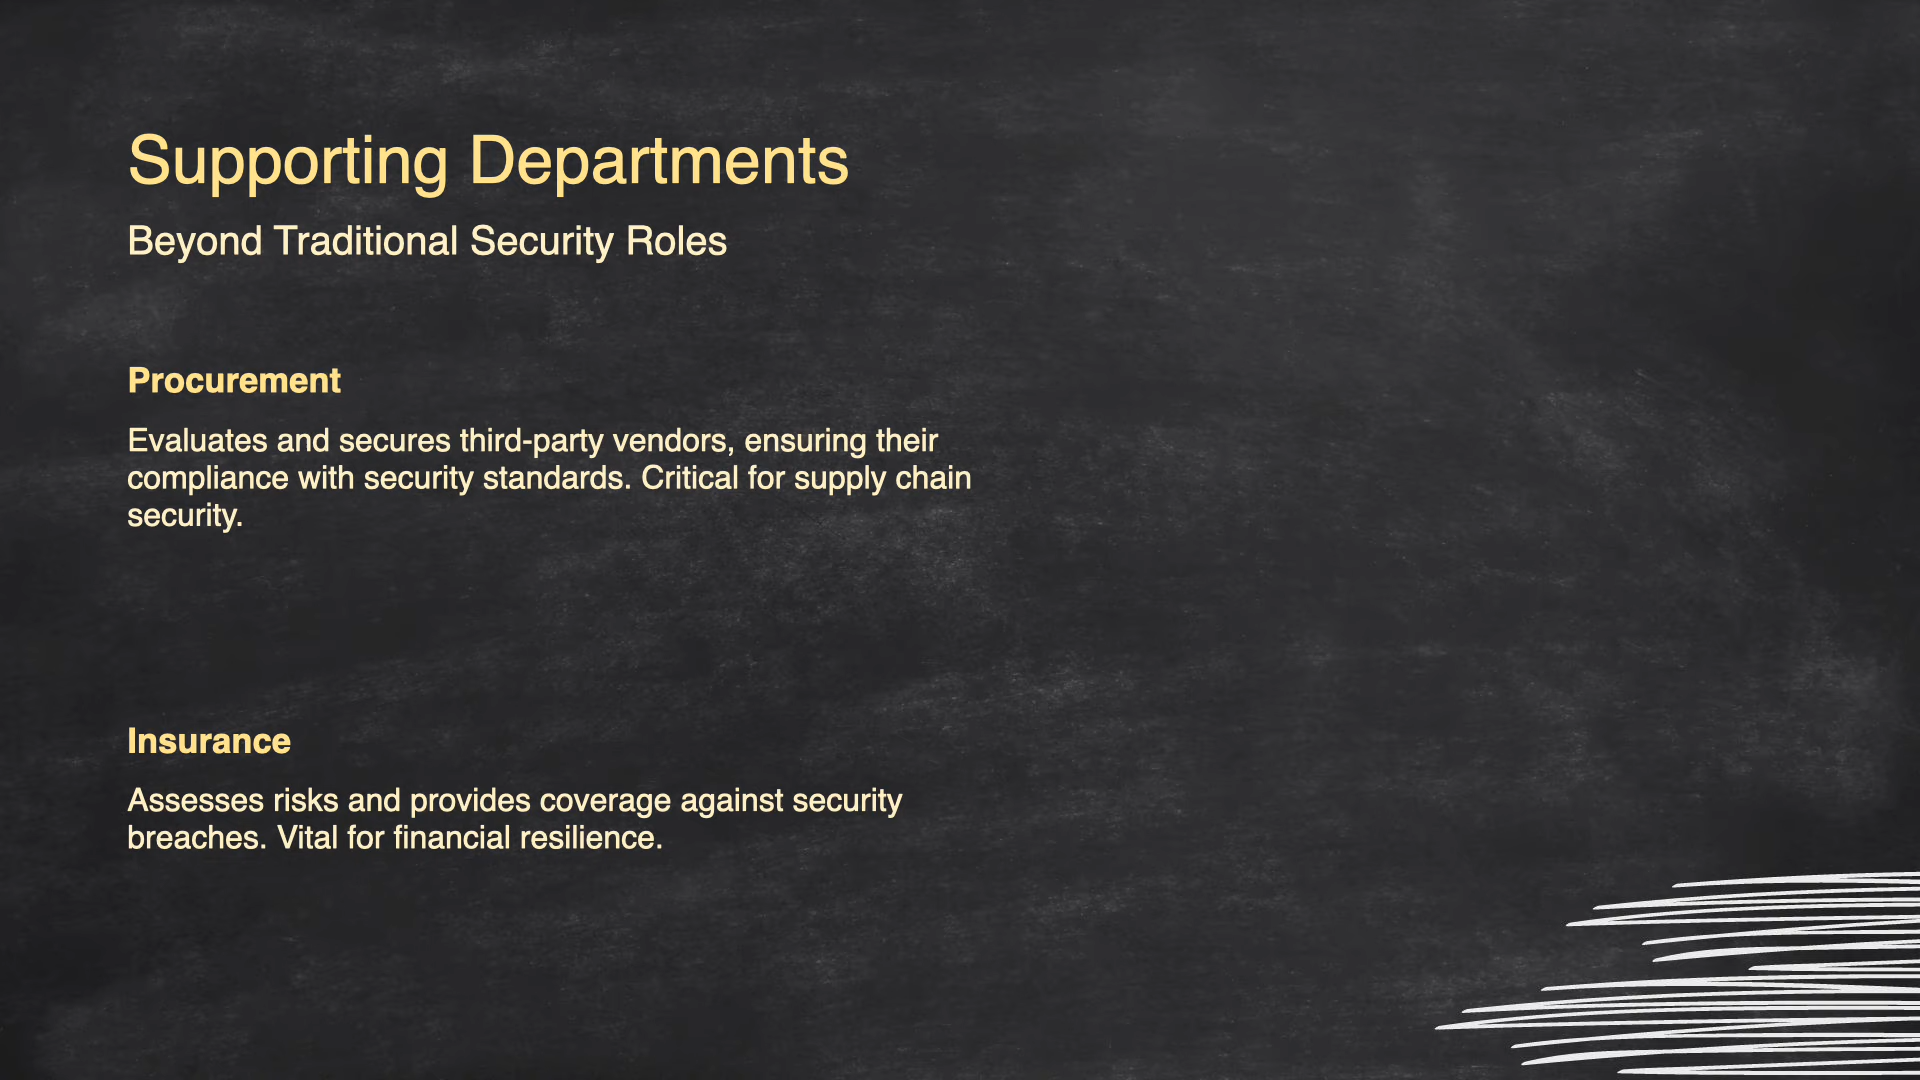 Supporting Departments
Beyond Traditional Security Roles
Procurement
Evaluates and secures third-party vendors, ensuring their
compliance with security standards. Critical for supply chain
security.
Insurance
Assesses risks and provides coverage against security
breaches. Vital for financial resilience.